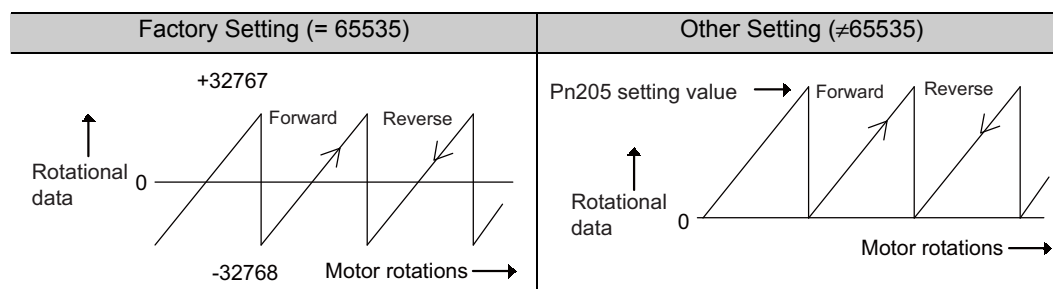 Factory Setting (= 65535)
+32767
Forward
Reverse
Rotational
data
0
-32768
Motor rotations
Other Setting (≠65535)
Pn205 setting value
Forward
Reverse
Rotational
data
0
Motor rotations